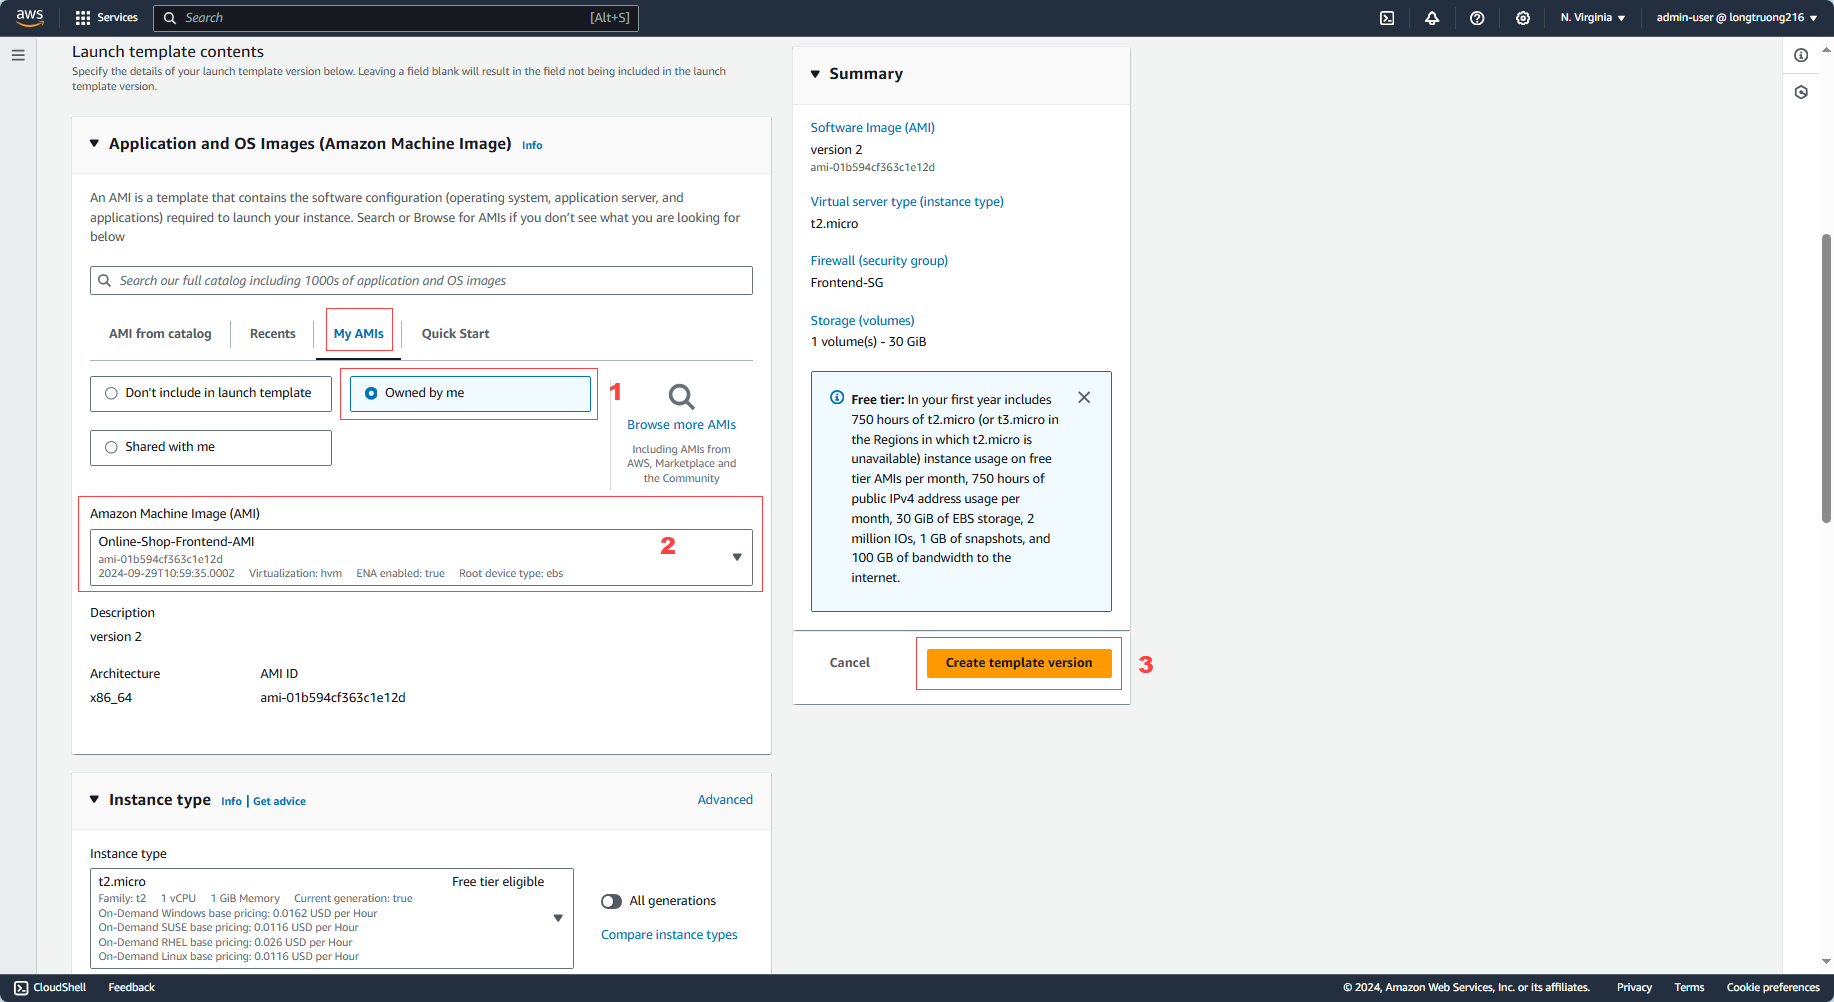 aws
Services
Search
[Alt+S]
N. Virginia
admin-user @ longtruong216
Launch template contents
Specify the details of your launch template version below. Leaving a field blank will result in the field not being included in the launch
template version.
Application and OS Images (Amazon Machine Image) Info
An AMI is a template that contains the software configuration (operating system, application server, and
applications) required to launch your instance. Search or Browse for AMIs if you don't see what you are looking for
below
Search our full catalog including 1000s of application and OS images
AMI from catalog
Recents
My AMIs
Quick Start
Don't include in launch template
Owned by me
1
Shared with me
Browse more AMIs
Including AMIs from
AWS, Marketplace and
the Community
Amazon Machine Image (AMI)
Online-Shop-Frontend-AMI
ami-01b594cf363c1e12d
2024-09-29T10:59:35.000Z Virtualization: hvm ENA enabled: true Root device type: ebs
2
Description
version 2
Architecture
AMI ID
x86_64
ami-01b594cf363c1e12d
Instance type Info | Get advice
Advanced
Instance type
t2.micro
Free tier eligible
Family: t2 1 vCPU 1 GiB Memory Current generation: true
On-Demand Windows base pricing: 0.0162 USD per Hour
On-Demand SUSE base pricing: 0.0116 USD per Hour
On-Demand RHEL base pricing: 0.026 USD per Hour
On-Demand Linux base pricing: 0.0116 USD per Hour
All generations
Compare instance types
Summary
Software Image (AMI)
version 2
ami-01b594cf363c1e12d
Virtual server type (instance type)
t2.micro
Firewall (security group)
Frontend-SG
Storage (volumes)
1 volume(s) - 30 GiB
Free tier: In your first year includes
750 hours of t2.micro (or t3.micro in
the Regions in which t2.micro is
unavailable) instance usage on free
tier AMIs per month, 750 hours of
public IPv4 address usage per
month, 30 GiB of EBS storage, 2
million IOs, 1 GB of snapshots, and
100 GB of bandwidth to the
internet.
Cancel
Create template version
3
CloudShell
Feedback
© 2024, Amazon Web Services, Inc. or its affiliates.
Privacy
Terms
Cookie preferences